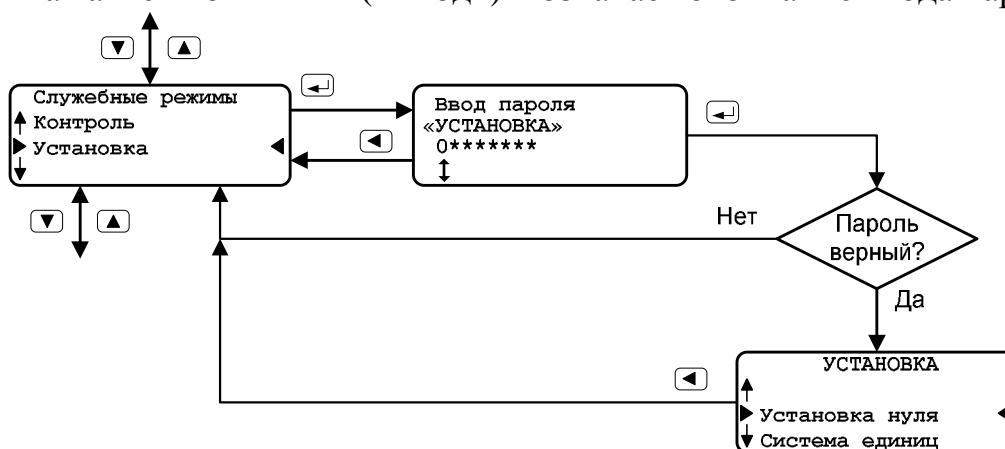 Служебные режимы
Контроль
Установка
Ввод пароля
«УСТАНОВКА»
0*******
Нет
Пароль
верный?
Да
УСТАНОВКА
Установка нуля
Система единиц